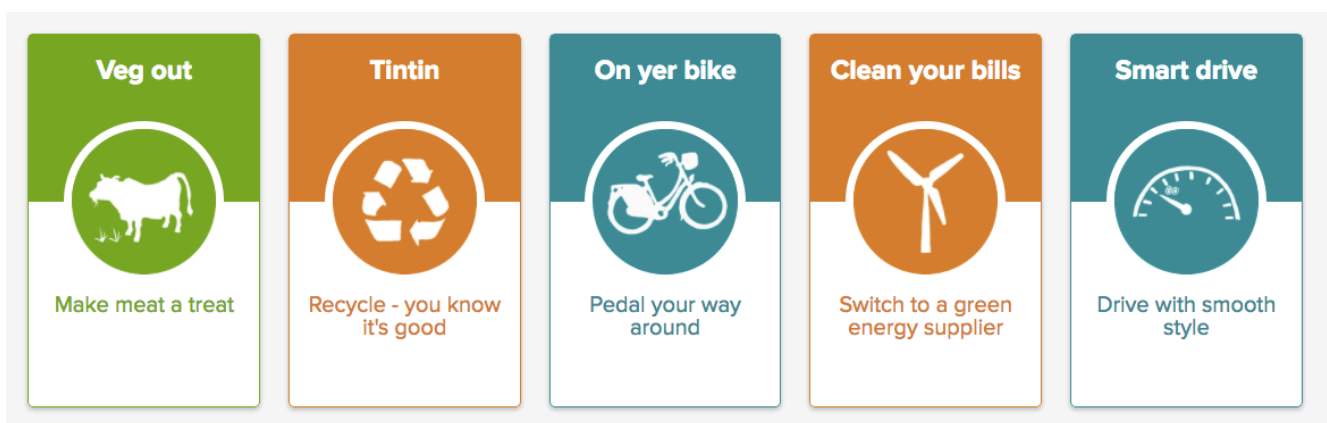 Veg out
Make meat a treat
Tintin
Recycle - you know
it's good
On yer bike
Pedal your way
around
Clean your bills
Switch to a green
energy supplier
Smart drive
Drive with smooth
style